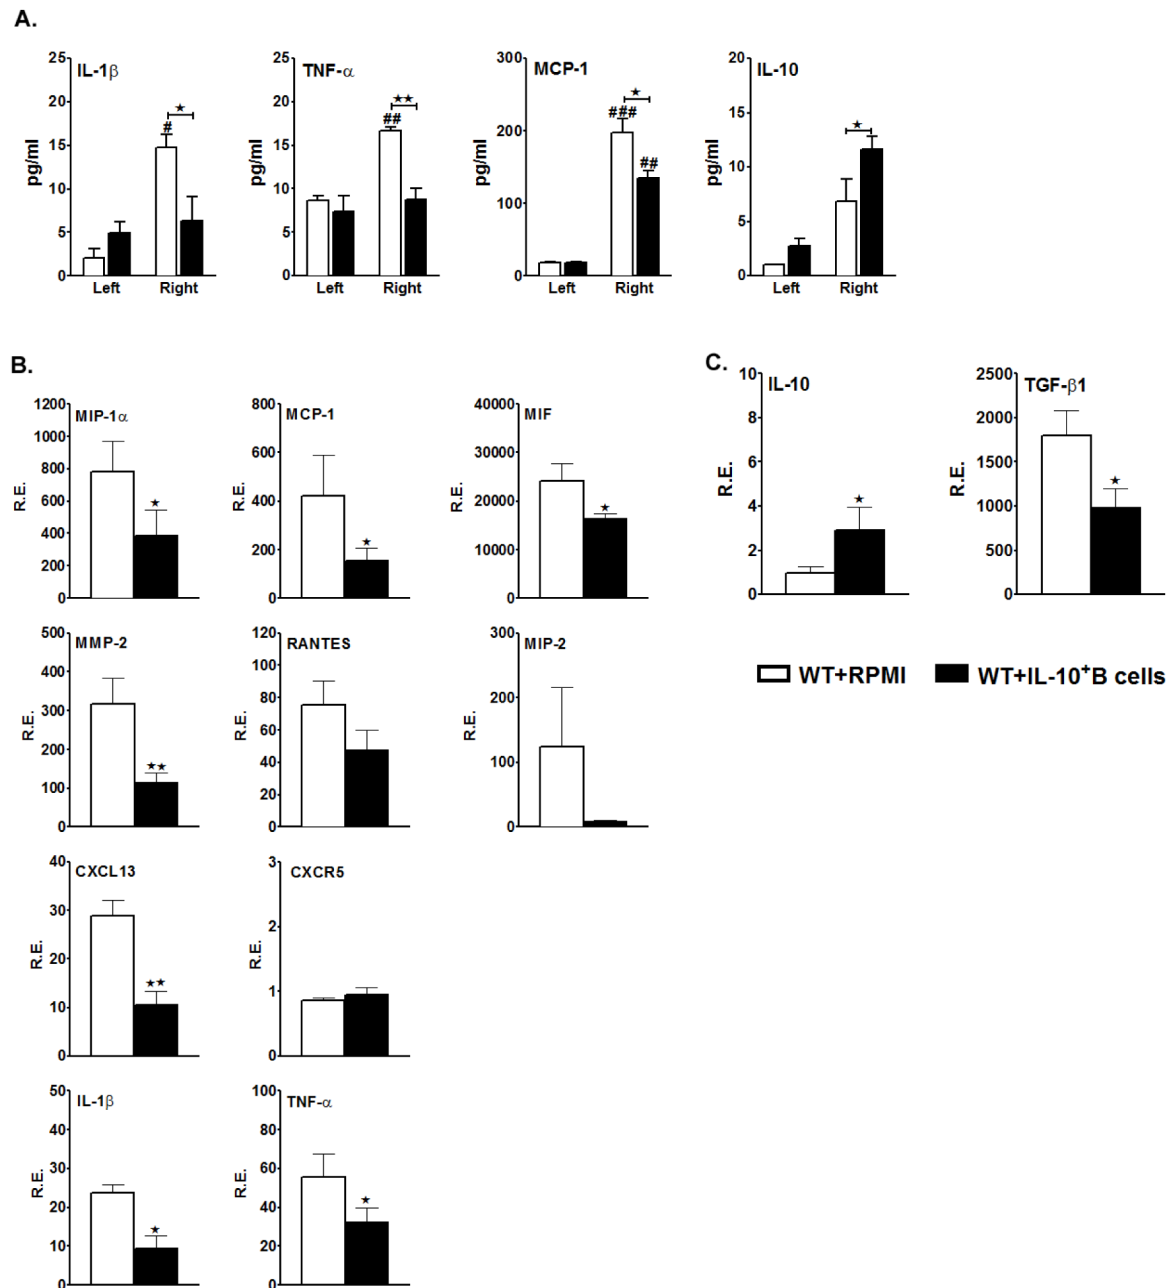 A.
IL-1β
TNF-α
MCP-1
IL-10
25
20
15
10
5
0
pg/ml
#
★
Left
Right
25
20
15
10
5
0
pg/ml
##
★★
Left
Right
300
200
100
0
pg/ml
###
★
##
Left
Right
20
15
10
5
0
pg/ml
★
Left
Right
B.
MIP-1α
1200
1000
800
600
400
200
0
R.E.
★
MCP-1
800
600
400
200
0
R.E.
★
MIF
40000
30000
20000
10000
0
R.E.
★
C.
IL-10
10
8
6
4
2
0
R.E.
★
TGF-β1
2500
2000
1500
1000
500
0
R.E.
★
WT+RPMI
WT+IL-10+B cells
MMP-2
500
400
300
200
100
0
R.E.
★★
RANTES
120
100
80
60
40
20
0
R.E.
MIP-2
300
200
100
0
R.E.
CXCL13
40
30
20
10
0
R.E.
★★
CXCR5
3
2
1
0
R.E.
IL-1β
50
40
30
20
10
0
R.E.
★
TNF-α
100
80
60
40
20
0
R.E.
★